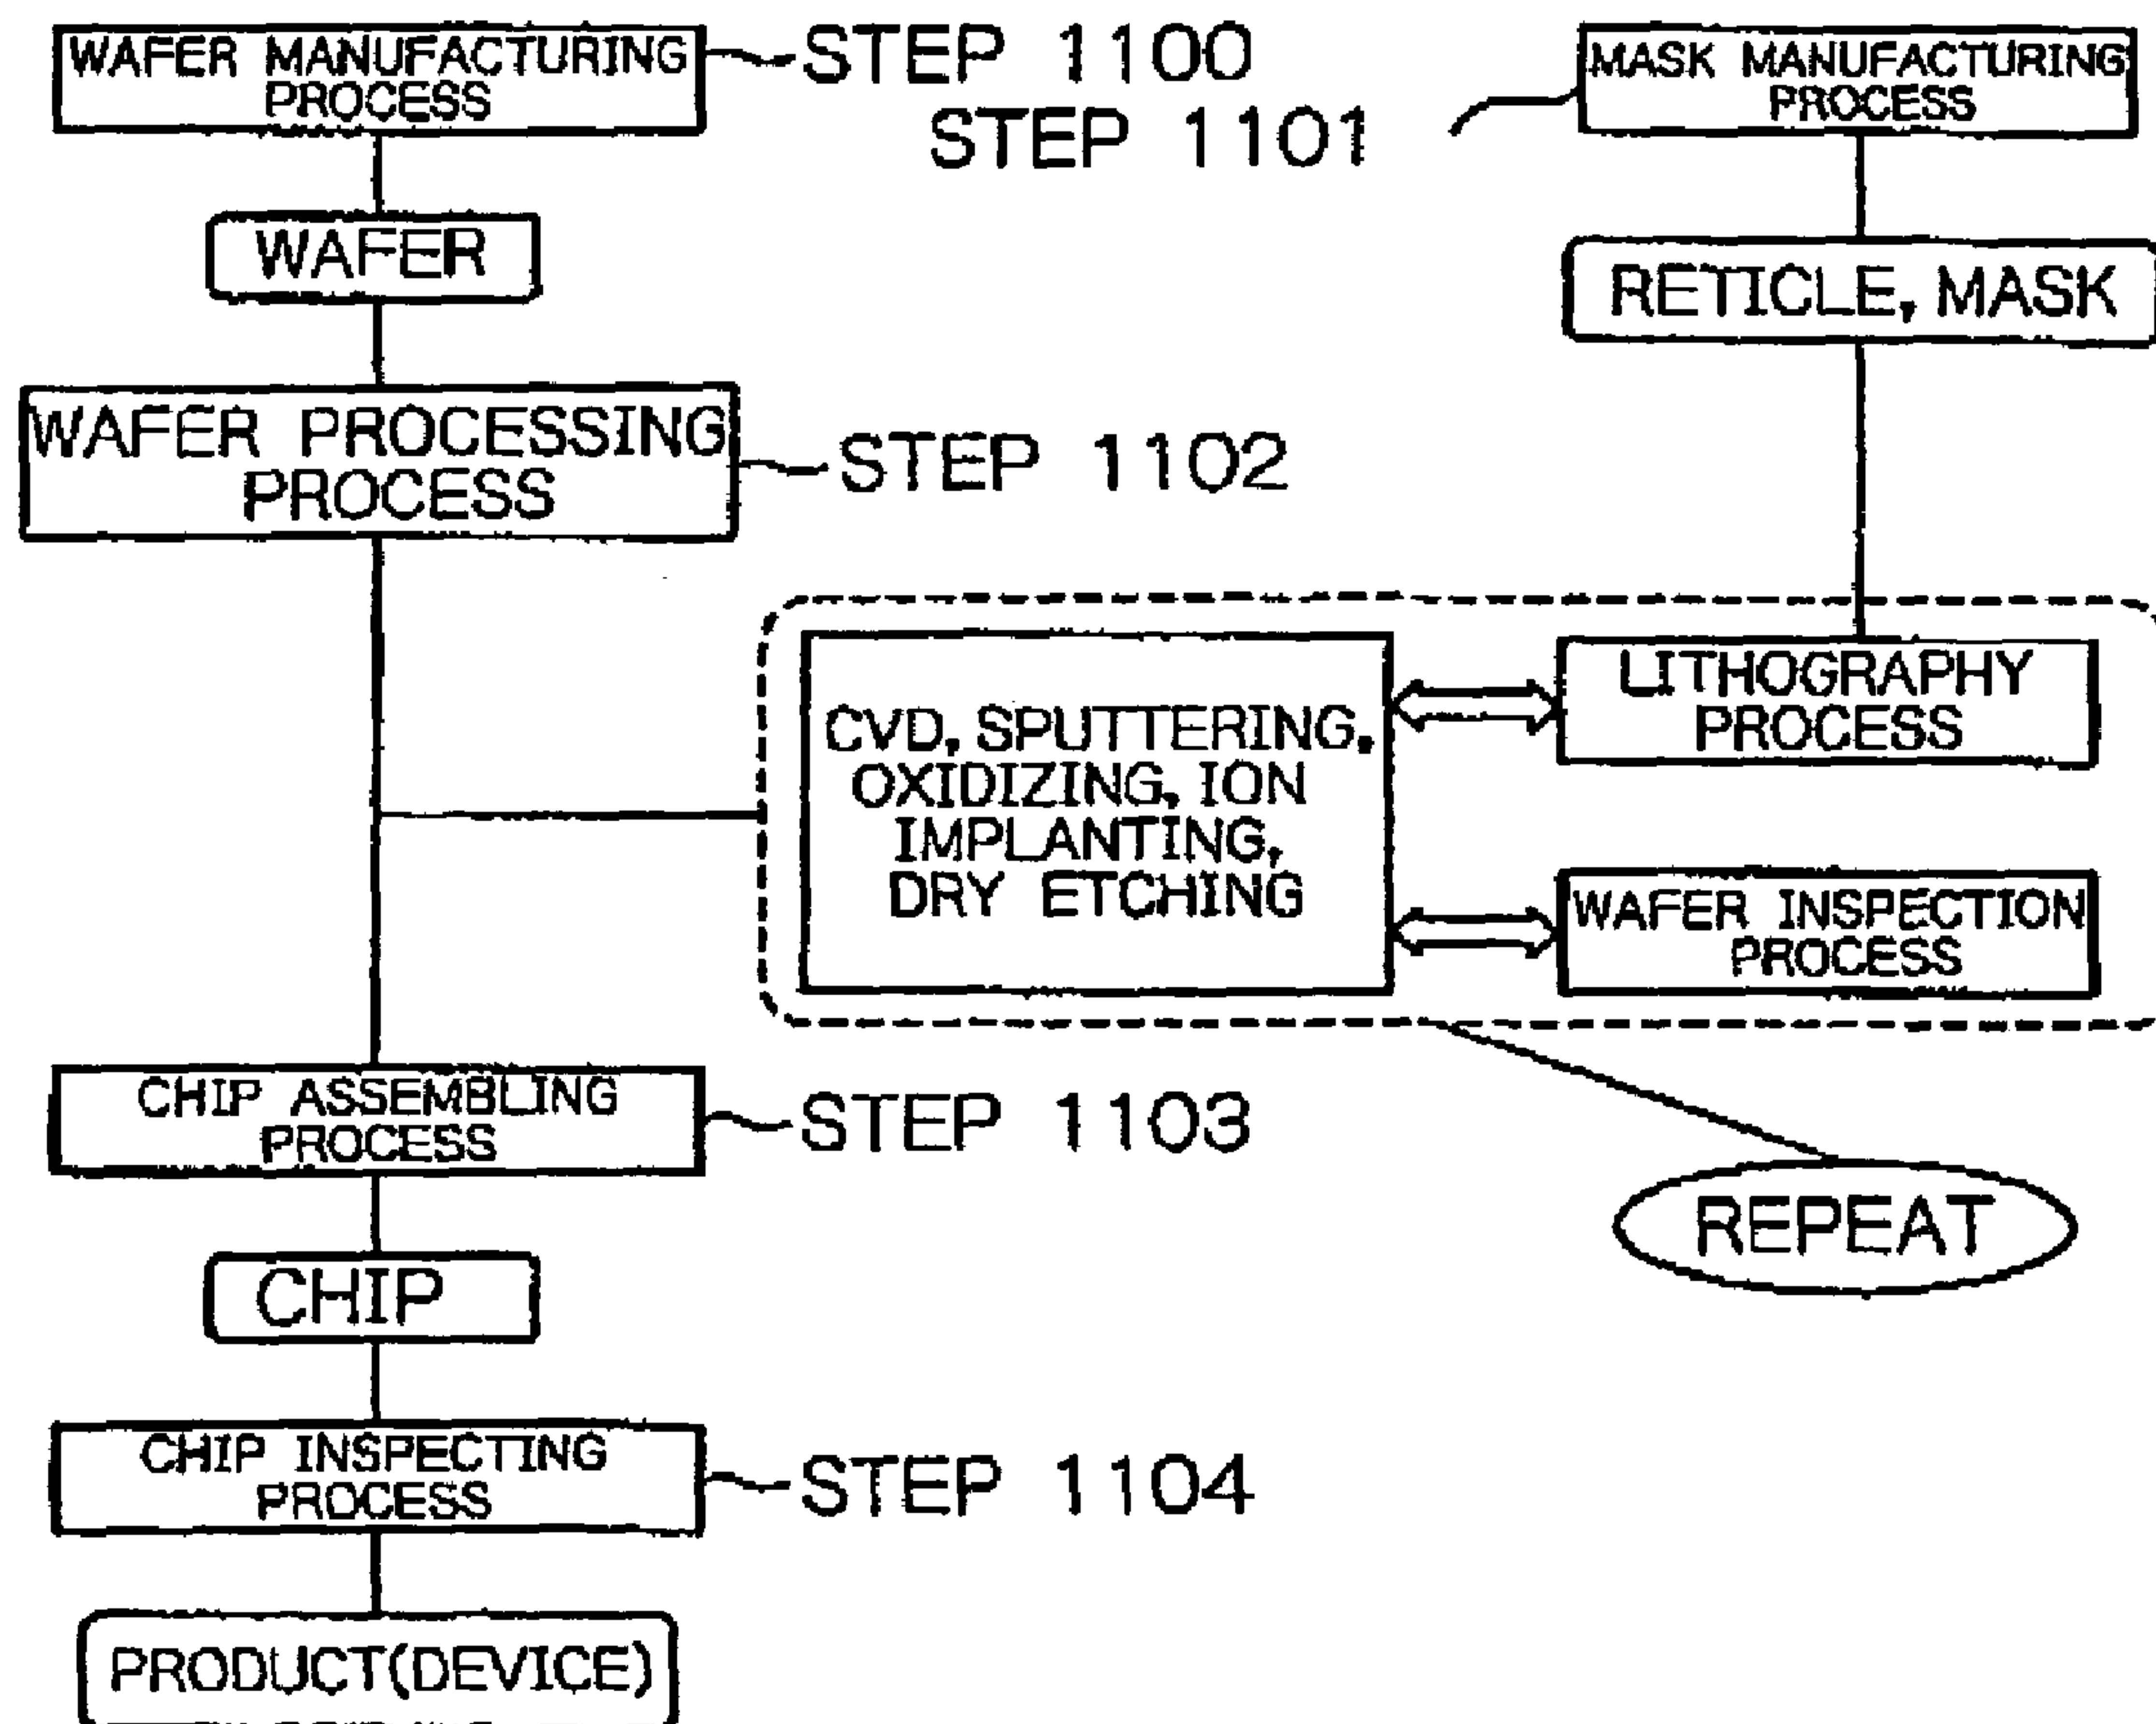 WAFER MANUFACTURING
PROCESS
STEP 1100
STEP 1101
MASK MANUFACTURING
PROCESS
WAFER
RETICLE, MASK
WAFER PROCESSING
PROCESS
STEP 1102
CVD, SPUTTERING,
OXIDIZING, ION
IMPLANTING,
DRY ETCHING
LITHOGRAPHY
PROCESS
WAFER INSPECTION
PROCESS
CHIP ASSEMBLING
PROCESS
STEP 1103
REPEAT
CHIP
CHIP INSPECTING
PROCESS
STEP 1104
PRODUCT(DEVICE)